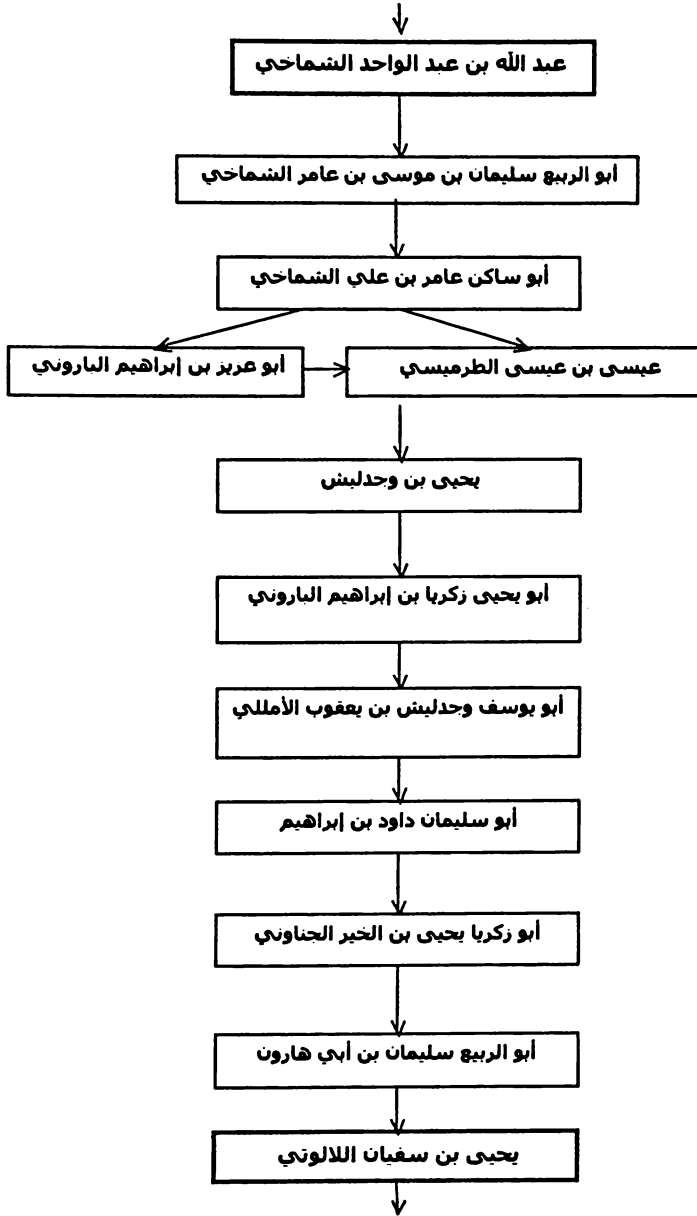 عبد الله بن عبد الواحد الشماخي
أبو الربيع سليمان بن موسى بن عامر الشماخي
أبو ساكن عامر بن علي الشماخي
أبو عزيز بن إبراهيم الباروني
عيسى بن عيسى الطرميسي
يحيى بن وجدليش
أبو يحيى زكريا بن إبراهيم الباروني
أبو يوسف وجدليش بن يعقوب الأمللي
أبو سليمان داود بن إبراهيم
أبو زكريا يحيى بن الخير الجناوني
أبو الربيع سليمان بن أبي هارون
يحيى بن سفيان اللالوتي